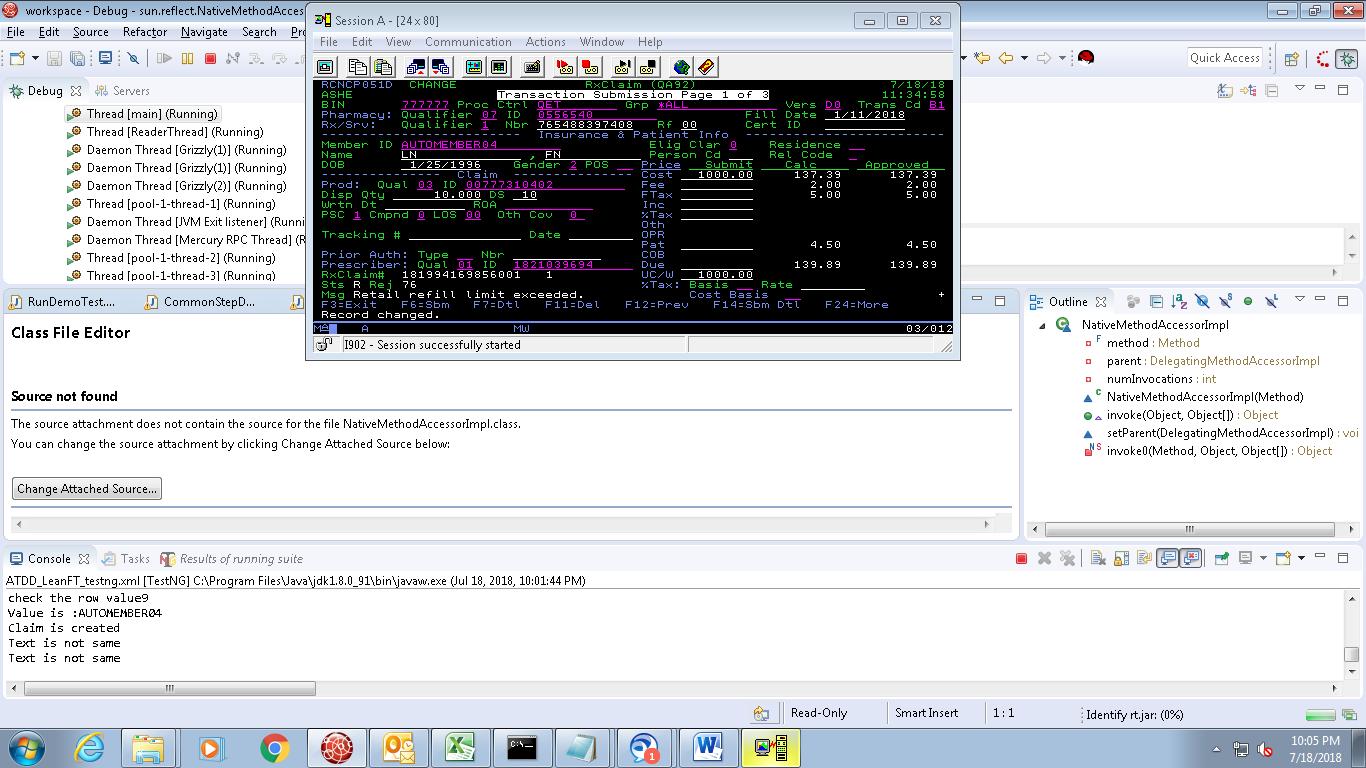 workspace - Debug - sun.reflect.NativeMethodAcces
File Edit Source Refactor Navigate Search Pro
Quick Access
Debug Servers
Thread [main] (Running)
Thread [ReaderThread] (Running)
Daemon Thread [Grizzly(1)] (Running)
Daemon Thread [Grizzly(1)] (Running)
Daemon Thread [Grizzly(2)] (Running)
Thread [pool-1-thread-1] (Running)
Daemon Thread [JVM Exit listener] (Runni
Daemon Thread [Mercury RPC Thread] (R
Thread [pool-1-thread-2] (Running)
Thread [pool-1-thread-3] (Running)
Session A - [24 x 80]
File Edit View Communication Actions Window Help
RCNCP051D CHANGE RxClaim (QA92) 7/18/18
ASHE Transaction Submission Page 1 of 3 11:34:58
BIN 777777 Proc Ctrl QET Grp *ALL Vers D0 Trans Cd B1
Pharmacy: Qualifier 07 ID 0556540 Fill Date 1/11/2018
Rx/Srv: Qualifier 1 Nbr 765488397408 Rf 00 Cert ID
Insurance & Patient Info
Member ID AUTOMEMBER04 Elig Clar 0 Residence
Name LN , FN Person Cd Rel Code
DOB 1/25/1996 Gender 2 POS Price Submit Calc Approved
Claim Cost 1000.00 137.39 137.39
Prod: Qual 03 ID 00777310402 Fee 2.00 2.00
Disp Qty 10.000 DS 10 FTax 5.00 5.00
Wrtn Dt ROA Inc
PSC 1 Cmpnd 0 LOS 00 Oth Cov 0 %Tax
Oth
Tracking # Date OPR
Pat 4.50 4.50
Prior Auth: Type Nbr COB
Prescriber: Qual 01 ID 1821039694 Due 139.89 139.89
RxClaim# 181994169856001 1 UC/W 1000.00
Sts R Rej 76 %Tax: Basis Rate
Msg Retail refill limit exceeded. Cost Basis +
F3=Exit F6=Sbm F7=Dtl F11=Del F12=Prev F14=Sbm Dtl F24=More
Record changed.
MA A MW 03/012
I902 - Session successfully started
RunDemoTest.... CommonStepD...
Class File Editor
Source not found
The source attachment does not contain the source for the file NativeMethodAccessorImpl.class.
You can change the source attachment by clicking Change Attached Source below:
Change Attached Source...
Outline
NativeMethodAccessorImpl
method : Method
parent : DelegatingMethodAccessorImpl
numInvocations : int
NativeMethodAccessorImpl(Method)
invoke(Object, Object[]) : Object
setParent(DelegatingMethodAccessorImpl) : voi
invoke0(Method, Object, Object[]) : Object
Console Tasks Results of running suite
ATDD_LeanFT_testng.xml [TestNG] C:\Program Files\Java\jdk1.8.0_91\bin\javaw.exe (Jul 18, 2018, 10:01:44 PM)
check the row value9
Value is :AUTOMEMBER04
Claim is created
Text is not same
Text is not same
Read-Only Smart Insert 1 : 1 Identify rt.jar: (0%)
10:05 PM
7/18/2018